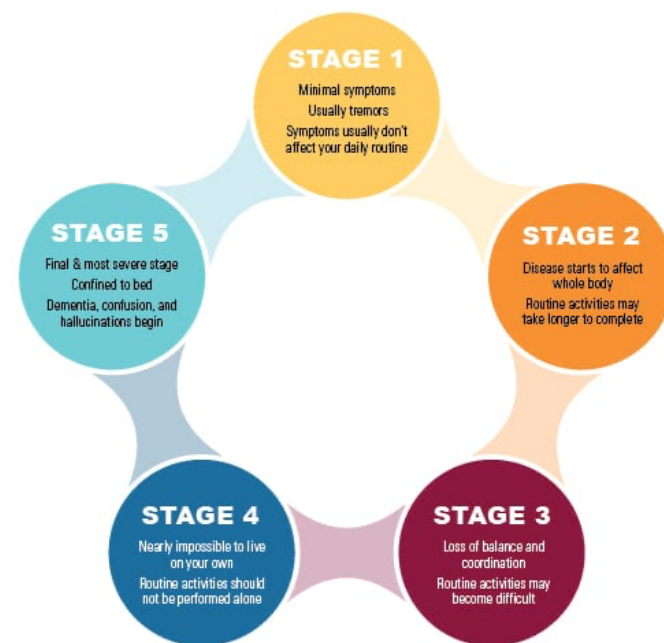 STAGE 1
Minimal symptoms
Usually tremors
Symptoms usually don't
affect your daily routine
STAGE 2
Disease starts to affect
whole body
Routine activities may
take longer to complete
STAGE 3
Loss of balance and
coordination
Routine activities may
become difficult
STAGE 4
Nearly impossible to live
on your own
Routine activities should
not be performed alone
STAGE 5
Final & most severe stage
Confined to bed
Dementia, confusion, and
hallucinations begin